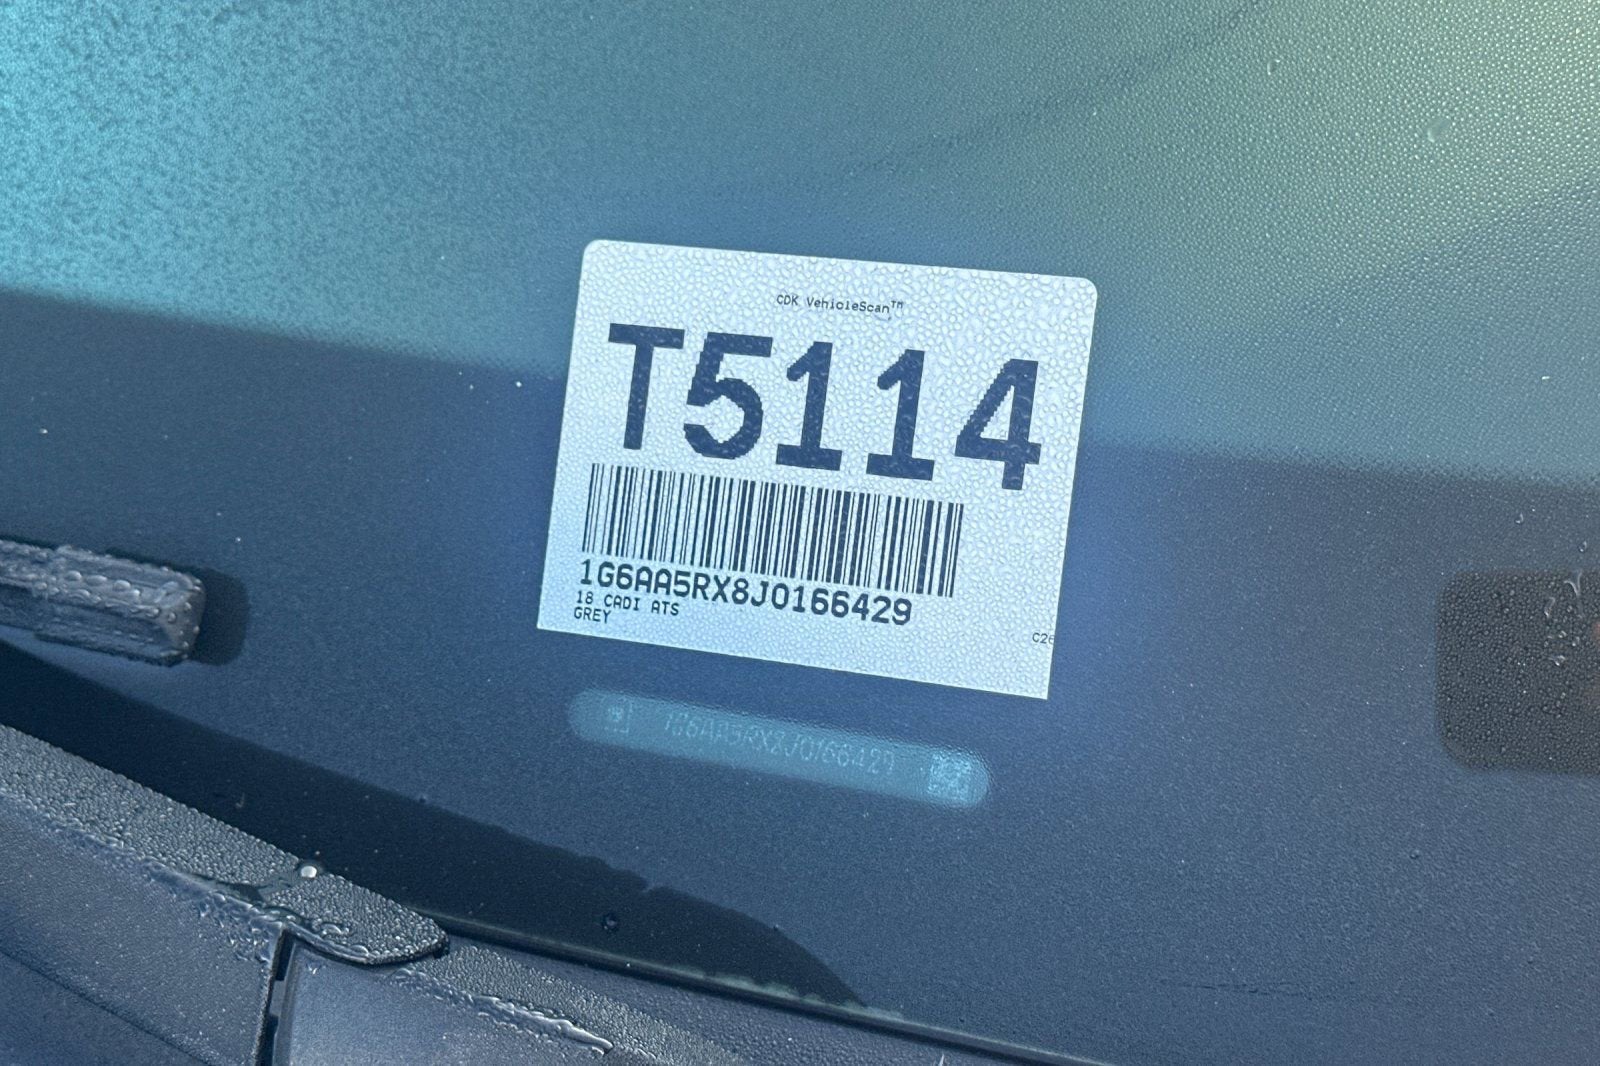 CDK VehicleScan™
T5114
1G6AA5RX8J0166429
18 CADI ATS
GREY
C26
1G6AA5RX8J0166429